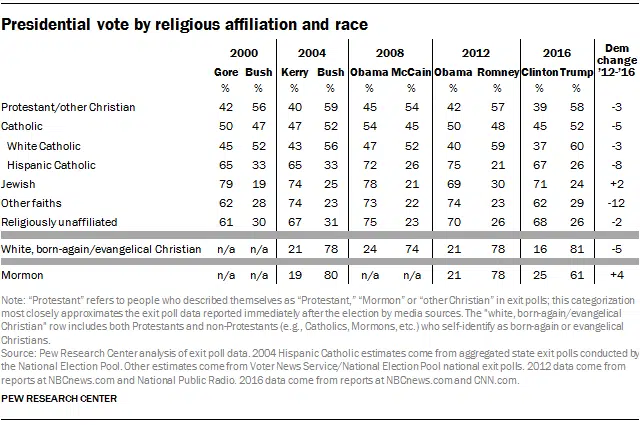 Presidential vote by religious affiliation and race
2000 2004 2008 2012 2016 Dem change '12-'16
Gore Bush Kerry Bush Obama McCain Obama Romney Clinton Trump
% % % % % % % % % %
Protestant/other Christian 42 56 40 59 45 54 42 57 39 58 -3
Catholic 50 47 47 52 54 45 50 48 45 52 -5
White Catholic 45 52 43 56 47 52 40 59 37 60 -3
Hispanic Catholic 65 33 65 33 72 26 75 21 67 26 -8
Jewish 79 19 74 25 78 21 69 30 71 24 +2
Other faiths 62 28 74 23 73 22 74 23 62 29 -12
Religiously unaffiliated 61 30 67 31 75 23 70 26 68 26 -2
White, born-again/evangelical Christian n/a n/a 21 78 24 74 21 78 16 81 -5
Mormon n/a n/a 19 80 n/a n/a 21 78 25 61 +4
Note: "Protestant" refers to people who described themselves as "Protestant," "Mormon" or "other Christian" in exit polls; this categorization
most closely approximates the exit poll data reported immediately after the election by media sources. The "white, born-again/evangelical
Christian" row includes both Protestants and non-Protestants (e.g., Catholics, Mormons, etc.) who self-identify as born-again or evangelical
Christians.
Source: Pew Research Center analysis of exit poll data. 2004 Hispanic Catholic estimates come from aggregated state exit polls conducted by
the National Election Pool. Other estimates come from Voter News Service/National Election Pool national exit polls. 2012 data come from
reports at NBCnews.com and National Public Radio. 2016 data come from reports at NBCnews.com and CNN.com.
PEW RESEARCH CENTER